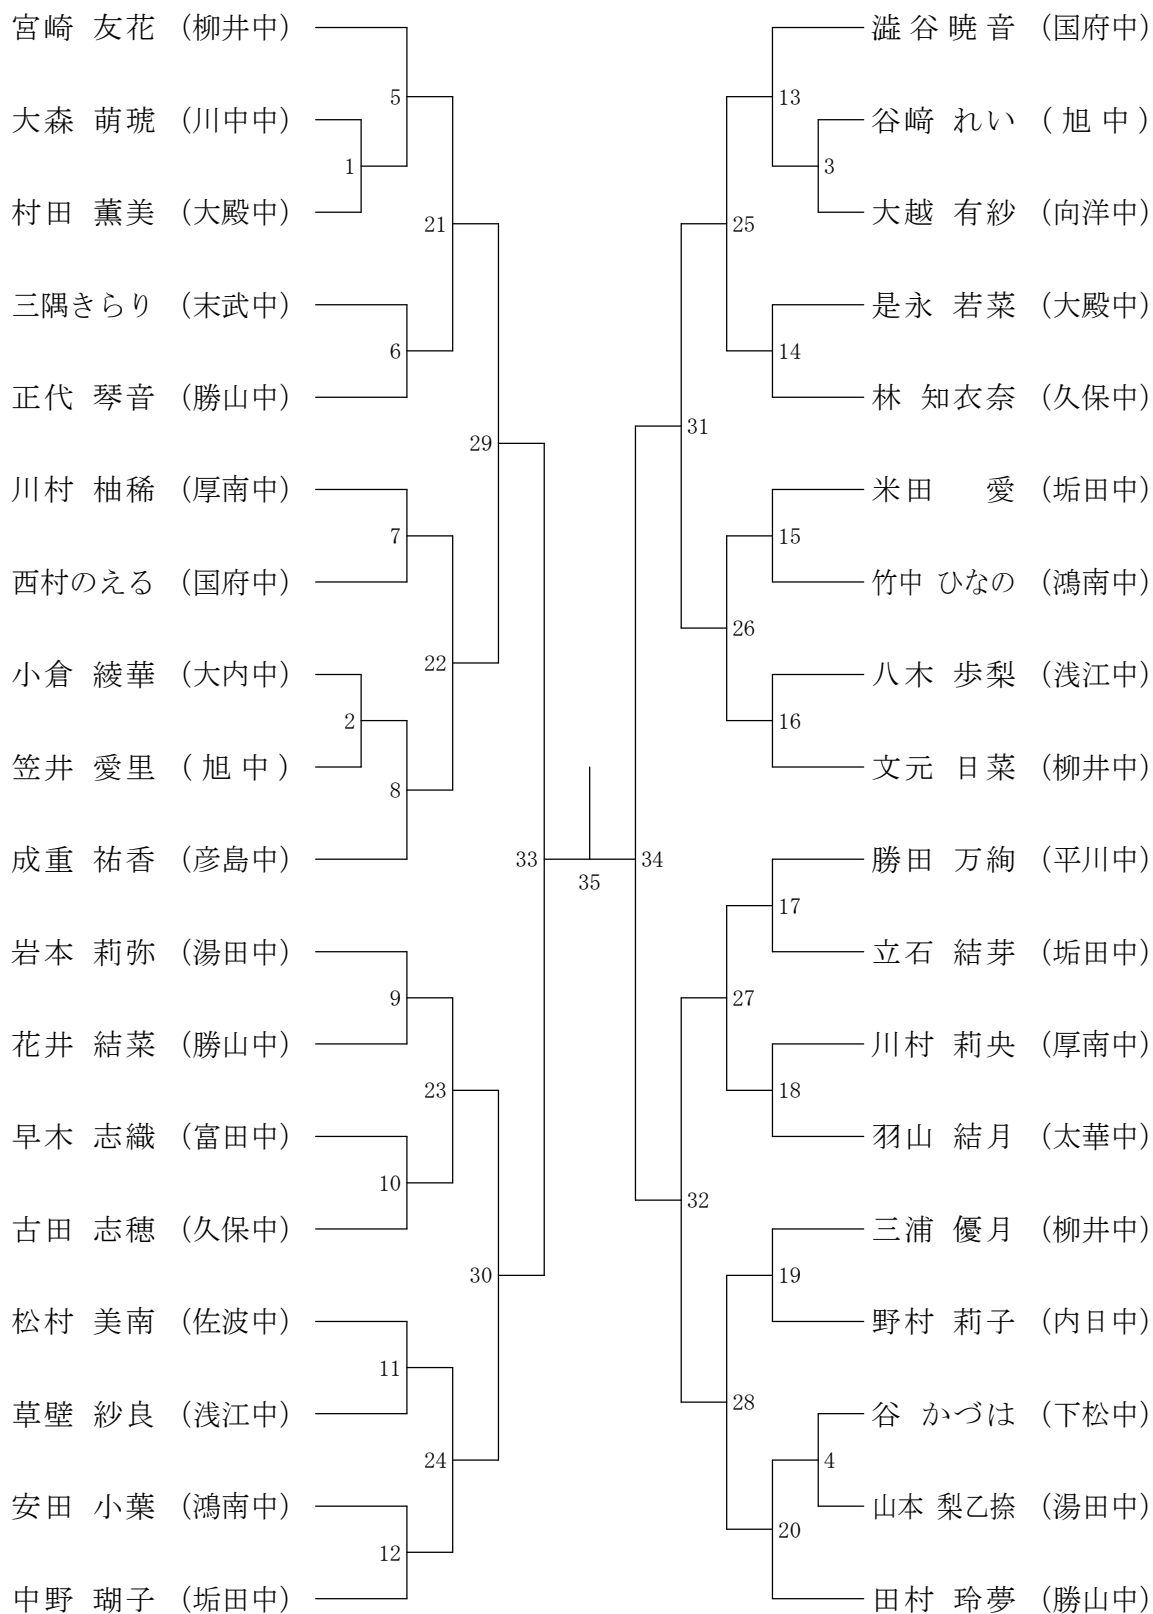 宮崎 友花 (柳井中)
5
大森 萌琥 (川中中)
1
村田 薫美 (大殿中)
21
三隅きらり (末武中)
6
正代 琴音 (勝山中)
29
川村 柚稀 (厚南中)
7
西村のえる (国府中)
22
小倉 綾華 (大内中)
2
笠井 愛里 (旭中)
8
成重 祐香 (彦島中)
33
岩本 莉弥 (湯田中)
9
花井 結菜 (勝山中)
23
早木 志織 (富田中)
10
古田 志穂 (久保中)
30
松村 美南 (佐波中)
11
草壁 紗良 (浅江中)
24
安田 小葉 (鴻南中)
12
中野 瑚子 (垢田中)
35
澁谷暁音 (国府中)
13
谷﨑 れい (旭中)
3
大越 有紗 (向洋中)
25
是永 若菜 (大殿中)
14
林 知衣奈 (久保中)
31
米田 愛 (垢田中)
15
竹中 ひなの (鴻南中)
26
八木 歩梨 (浅江中)
16
文元 日菜 (柳井中)
34
勝田 万絢 (平川中)
17
立石 結芽 (垢田中)
27
川村 莉央 (厚南中)
18
羽山 結月 (太華中)
32
三浦 優月 (柳井中)
19
野村 莉子 (内日中)
28
谷 かづは (下松中)
4
山本 梨乙捺 (湯田中)
20
田村 玲夢 (勝山中)